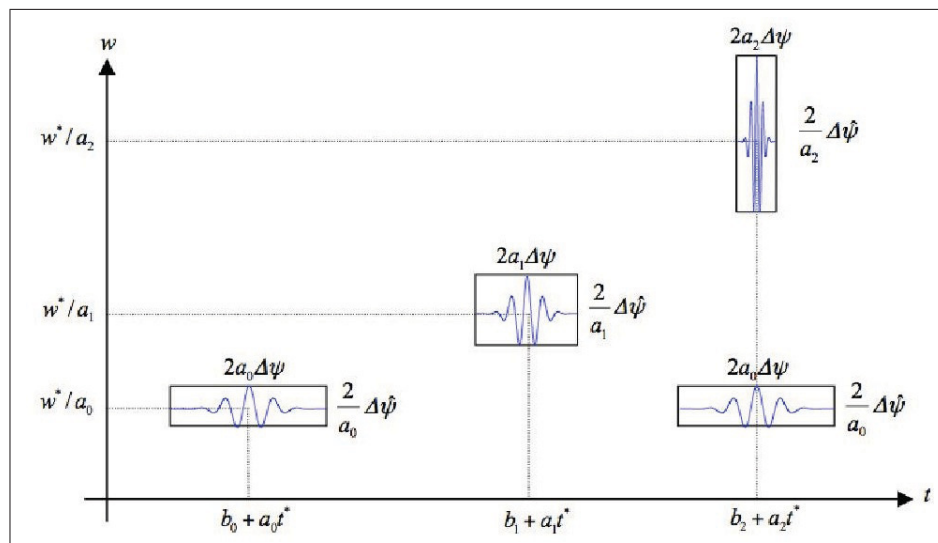 w
2a₂Δψ
w*/a₂
2/a₂ Δψ̂
2a₁Δψ
w*/a₁
2/a₁ Δψ̂
2a₀Δψ
2a₀Δψ
w*/a₀
2/a₀ Δψ̂
2/a₀ Δψ̂
t
b₀ + a₀t*
b₁ + a₁t*
b₂ + a₂t*